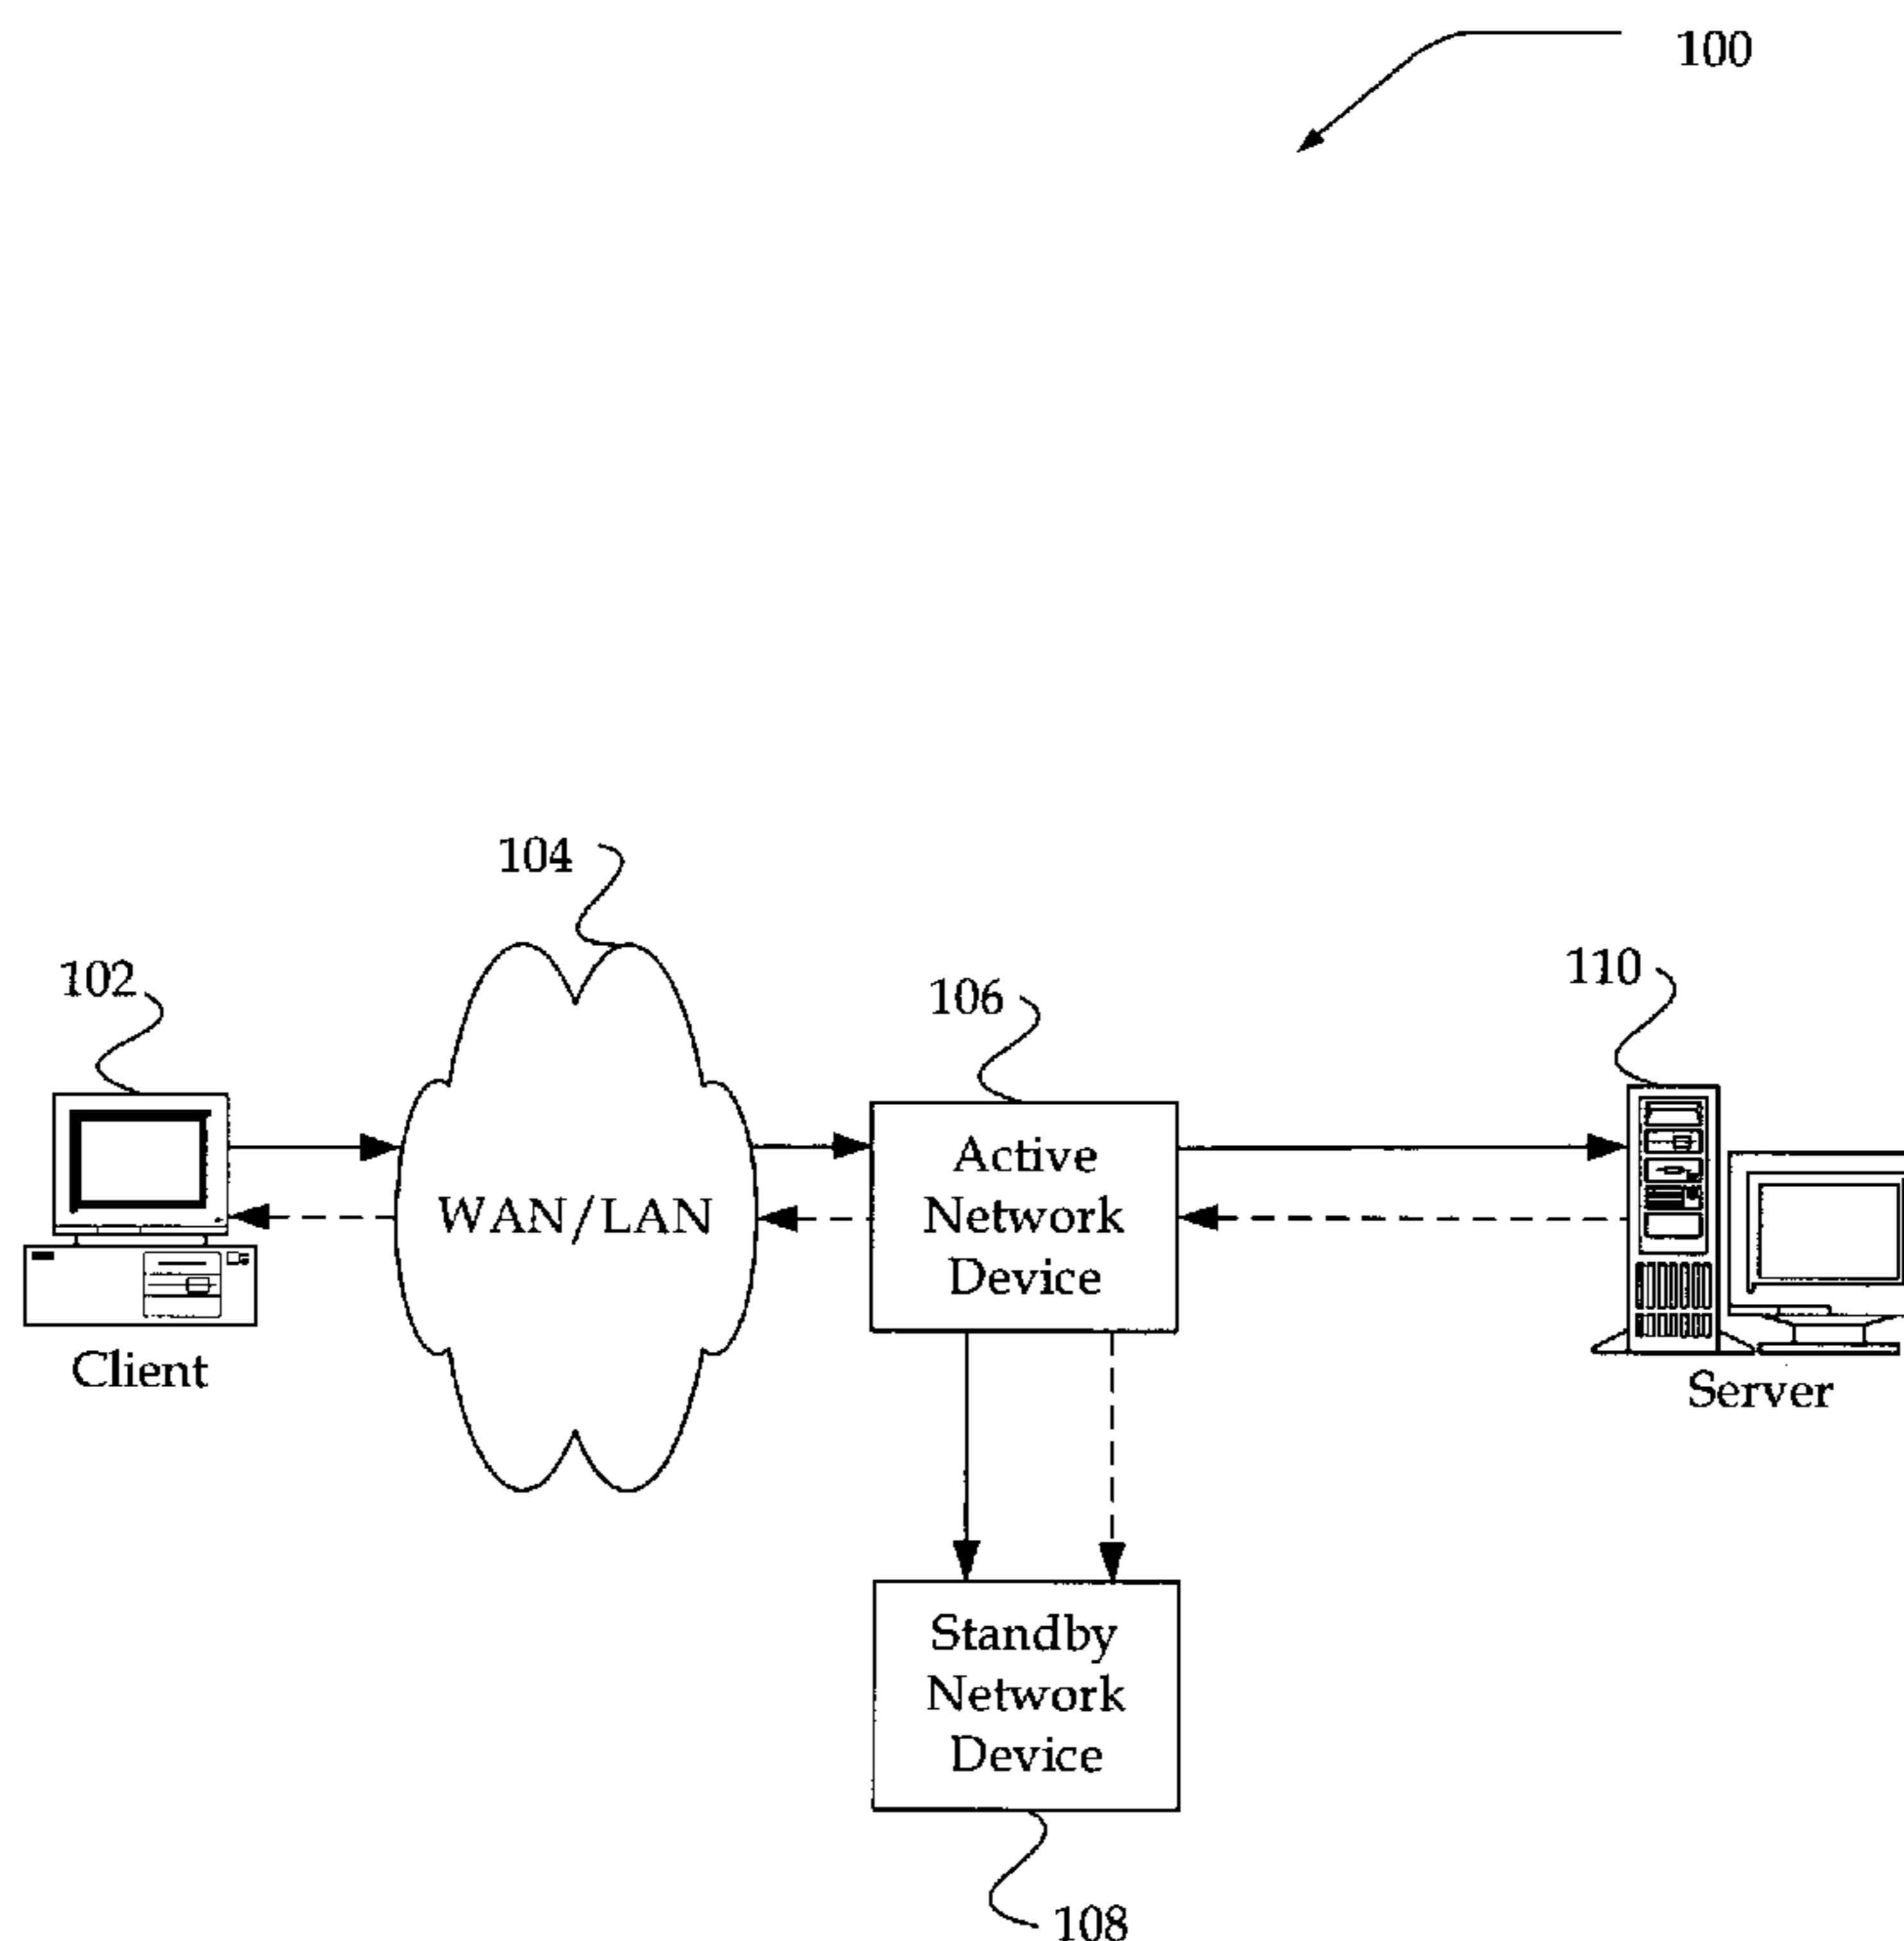 100
104
102
106
110
Active
Network
Device
WAN/LAN
Client
Server
Standby
Network
Device
108